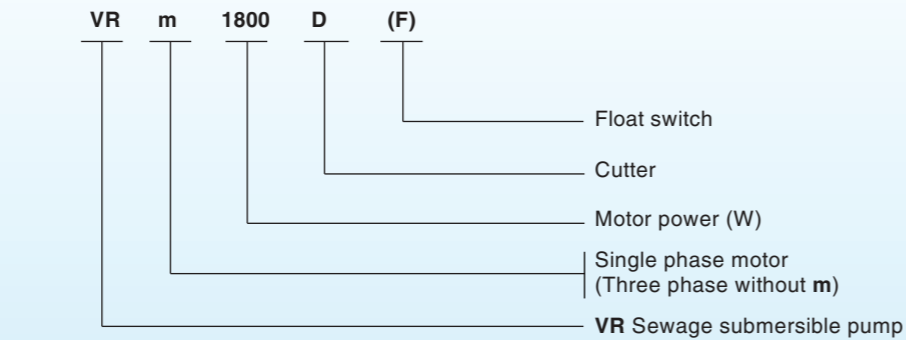 VR m 1800 D (F)
Float switch
Cutter
Motor power (W)
Single phase motor
(Three phase without m)
VR Sewage submersible pump